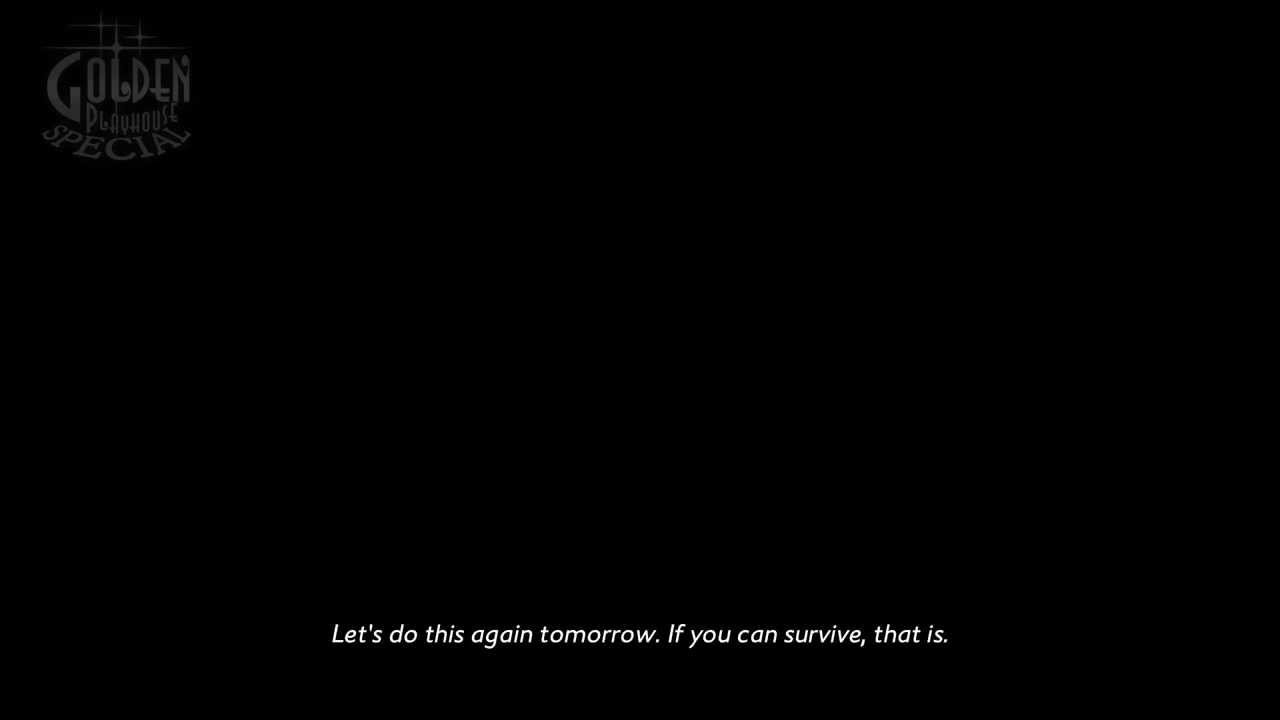 GOLDEN
PLAYHOUSE
SPECIAL
Let's do this again tomorrow. If you can survive, that is.